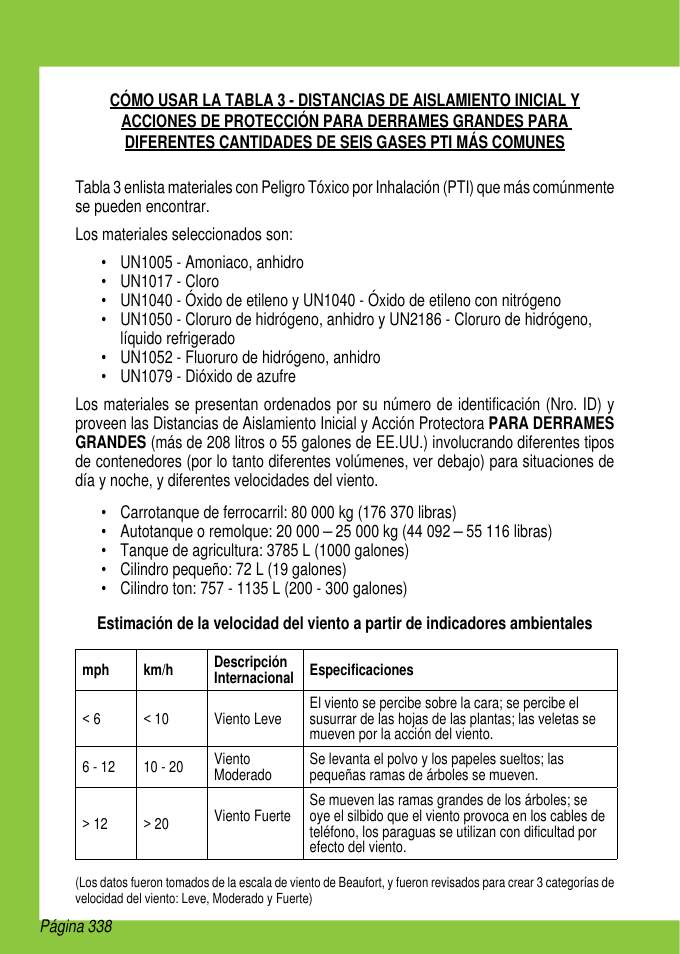 CÓMO USAR LA TABLA 3 - DISTANCIAS DE AISLAMIENTO INICIAL Y
ACCIONES DE PROTECCIÓN PARA DERRAMES GRANDES PARA
DIFERENTES CANTIDADES DE SEIS GASES PTI MÁS COMUNES
Tabla 3 enlista materiales con Peligro Tóxico por Inhalación (PTI) que más comúnmente
se pueden encontrar.
Los materiales seleccionados son:
• UN1005 - Amoniaco, anhidro
• UN1017 - Cloro
• UN1040 - Óxido de etileno y UN1040 - Óxido de etileno con nitrógeno
• UN1050 - Cloruro de hidrógeno, anhidro y UN2186 - Cloruro de hidrógeno,
líquido refrigerado
• UN1052 - Fluoruro de hidrógeno, anhidro
• UN1079 - Dióxido de azufre
Los materiales se presentan ordenados por su número de identificación (Nro. ID) y
proveen las Distancias de Aislamiento Inicial y Acción Protectora PARA DERRAMES
GRANDES (más de 208 litros o 55 galones de EE.UU.) involucrando diferentes tipos
de contenedores (por lo tanto diferentes volúmenes, ver debajo) para situaciones de
día y noche, y diferentes velocidades del viento.
• Carrotanque de ferrocarril: 80 000 kg (176 370 libras)
• Autotanque o remolque: 20 000 – 25 000 kg (44 092 – 55 116 libras)
• Tanque de agricultura: 3785 L (1000 galones)
• Cilindro pequeño: 72 L (19 galones)
• Cilindro ton: 757 - 1135 L (200 - 300 galones)
Estimación de la velocidad del viento a partir de indicadores ambientales
mph km/h Descripción Internacional Especificaciones
< 6 < 10 Viento Leve El viento se percibe sobre la cara; se percibe el
susurrar de las hojas de las plantas; las veletas se
mueven por la acción del viento.
6 - 12 10 - 20 Viento Moderado Se levanta el polvo y los papeles sueltos; las
pequeñas ramas de árboles se mueven.
> 12 > 20 Viento Fuerte Se mueven las ramas grandes de los árboles; se
oye el silbido que el viento provoca en los cables de
teléfono, los paraguas se utilizan con dificultad por
efecto del viento.
(Los datos fueron tomados de la escala de viento de Beaufort, y fueron revisados para crear 3 categorías de
velocidad del viento: Leve, Moderado y Fuerte)
Página 338